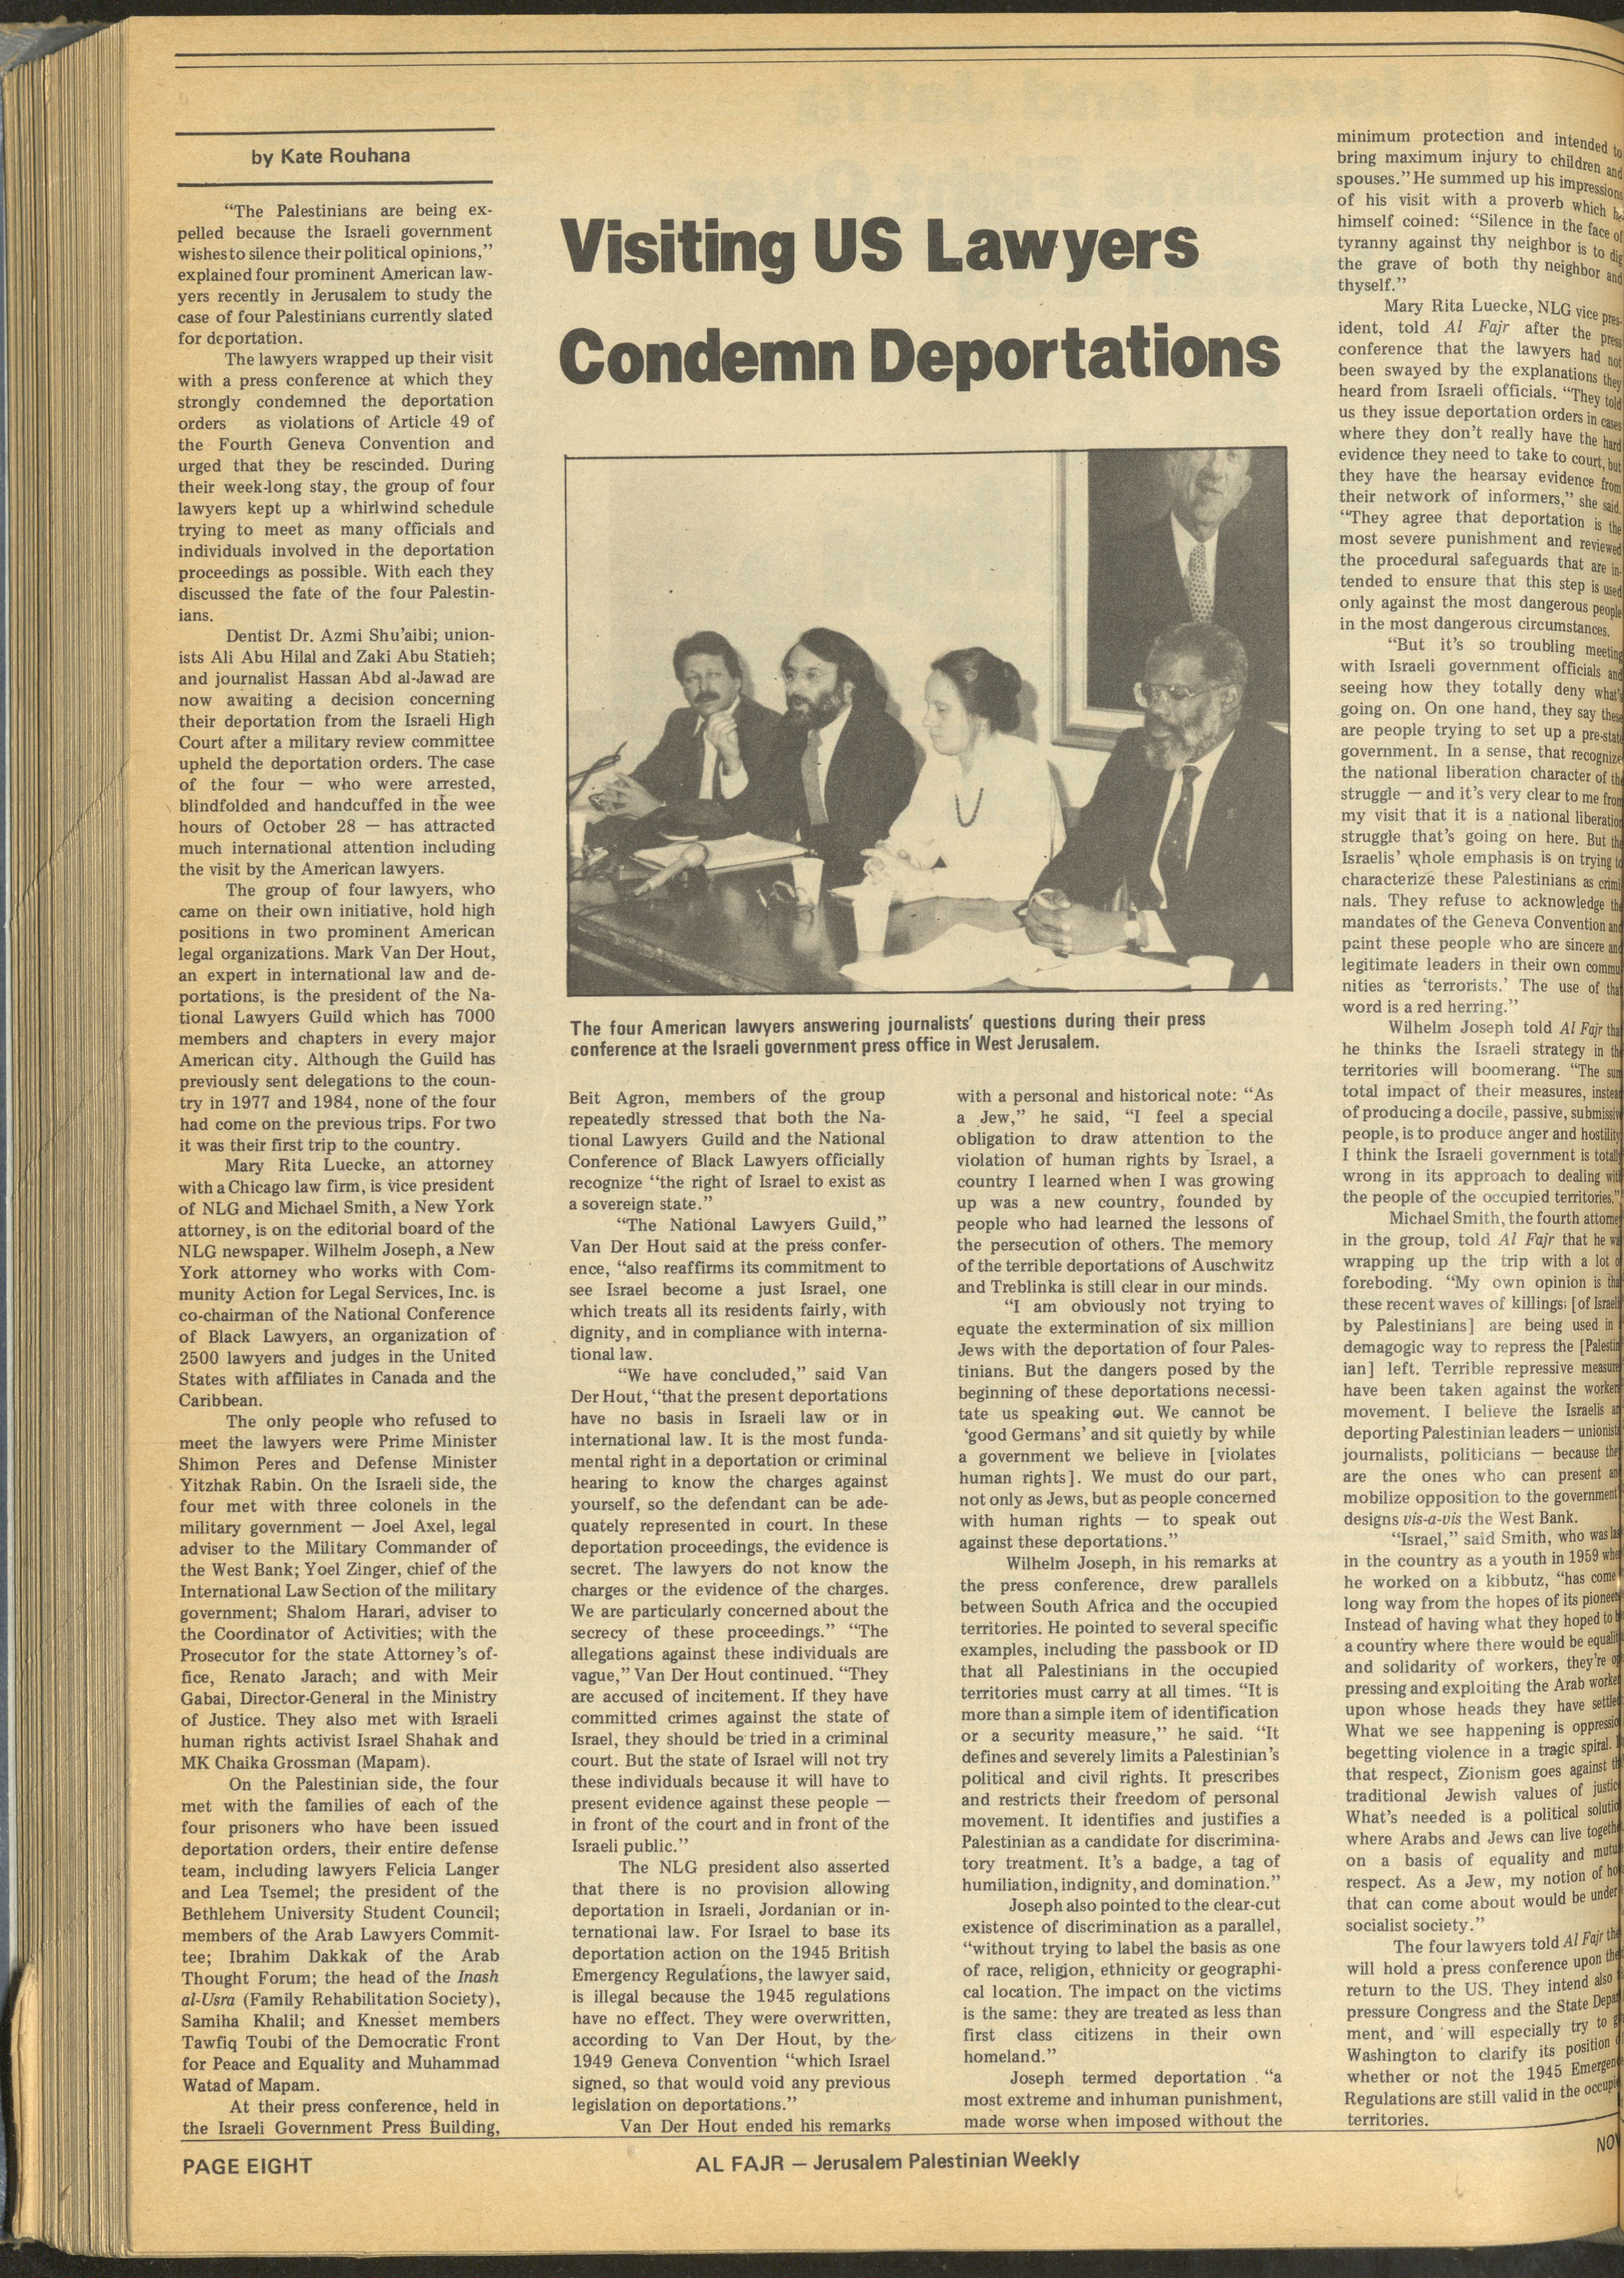 by Kate Rouhana
Visiting US Lawyers
Condemn Deportations
“The Palestinians are being ex-
pelled because the Israeli government
wishes to silence their political opinions,”
explained four prominent American law-
yers recently in Jerusalem to study the
case of four Palestinians currently slated
for deportation.
The lawyers wrapped up their visit
with a press conference at which they
strongly condemned the deportation
orders as violations of Article 49 of
the Fourth Geneva Convention and
urged that they be rescinded. During
their week-long stay, the group of four
lawyers kept up a whirlwind schedule
trying to meet as many officials and
individuals involved in the deportation
proceedings as possible. With each they
discussed the fate of the four Palestin-
ians.
Dentist Dr. Azmi Shu’aibi; union-
ists Ali Abu Hilal and Zaki Abu Statieh;
and journalist Hassan Abd al-Jawad are
now awaiting a decision concerning
their deportation from the Israeli High
Court after a military review committee
upheld the deportation orders. The case
of the four — who were arrested,
blindfolded and handcuffed in the wee
hours of October 28 — has attracted
much international attention including
the visit by the American lawyers.
The group of four lawyers, who
came on their own initiative, hold high
positions in two prominent American
legal organizations. Mark Van Der Hout,
an expert in international law and de-
portations, is the president of the Na-
tional Lawyers Guild which has 7000
members and chapters in every major
American city. Although the Guild has
previously sent delegations to the coun-
try in 1977 and 1984, none of the four
had come on the previous trips. For two
it was their first trip to the country.
Mary Rita Luecke, an attorney
with a Chicago law firm, is vice president
of NLG and Michael Smith, a New York
attorney, is on the editorial board of the
NLG newspaper. Wilhelm Joseph, a New
York attorney who works with Com-
munity Action for Legal Services, Inc. is
co-chairman of the National Conference
of Black Lawyers, an organization of
2500 lawyers and judges in the United
States with affiliates in Canada and the
Caribbean.
The only people who refused to
meet the lawyers were Prime Minister
Shimon Peres and Defense Minister
Yitzhak Rabin. On the Israeli side, the
four met with three colonels in the
military government — Joel Axel, legal
adviser to the Military Commander of
the West Bank; Yoel Zinger, chief of the
International Law Section of the military
government; Shalom Harari, adviser to
the Coordinator of Activities; with the
Prosecutor for the state Attorney’s of-
fice, Renato Jarach; and with Meir
Gabai, Director-General in the Ministry
of Justice. They also met with Israeli
human rights activist Israel Shahak and
MK Chaika Grossman (Mapam).
On the Palestinian side, the four
met with the families of each of the
four prisoners who have been issued
deportation orders, their entire defense
team, including lawyers Felicia Langer
and Lea Tsemel; the president of the
Bethlehem University Student Council;
members of the Arab Lawyers Commit-
tee; Ibrahim Dakkak of the Arab
Thought Forum; the head of the Inash
al-Usra (Family Rehabilitation Society),
Samiha Khalil; and Knesset members
Tawfiq Toubi of the Democratic Front
for Peace and Equality and Muhammad
Watad of Mapam.
At their press conference, held in
the Israeli Government Press Building,
The four American lawyers answering journalists’ questions during their press
conference at the Israeli government press office in West Jerusalem.
Beit Agron, members of the group
repeatedly stressed that both the Na-
tional Lawyers Guild and the National
Conference of Black Lawyers officially
recognize “the right of Israel to exist as
a sovereign state.”
“The National Lawyers Guild,”
Van Der Hout said at the press confer-
ence, “also reaffirms its commitment to
see Israel become a just Israel, one
which treats all its residents fairly, with
dignity, and in compliance with interna-
tional law.
“We have concluded,” said Van
Der Hout, “that the present deportations
have no basis in Israeli law or in
international law. It is the most funda-
mental right in a deportation or criminal
hearing to know the charges against
yourself, so the defendant can be ade-
quately represented in court. In these
deportation proceedings, the evidence is
secret. The lawyers do not know the
charges or the evidence of the charges.
We are particularly concerned about the
secrecy of these proceedings.” “The
allegations against these individuals are
vague,” Van Der Hout continued. “They
are accused of incitement. If they have
committed crimes against the state of
Israel, they should be tried in a criminal
court. But the state of Israel will not try
these individuals because it will have to
present evidence against these people —
in front of the court and in front of the
Israeli public.”
The NLG president also asserted
that there is no provision allowing
deportation in Israeli, Jordanian or in-
ternational law. For Israel to base its
deportation action on the 1945 British
Emergency Regulations, the lawyer said,
is illegal because the 1945 regulations
have no effect. They were overwritten,
according to Van Der Hout, by the
1949 Geneva Convention “which Israel
signed, so that would void any previous
legislation on deportations.”
Van Der Hout ended his remarks
with a personal and historical note: “As
a Jew,” he said, “I feel a special
obligation to draw attention to the
violation of human rights by Israel, a
country I learned when I was growing
up was a new country, founded by
people who had learned the lessons of
the persecution of others. The memory
of the terrible deportations of Auschwitz
and Treblinka is still clear in our minds.
“I am obviously not trying to
equate the extermination of six million
Jews with the deportation of four Pales-
tinians. But the dangers posed by the
beginning of these deportations necessi-
tate us speaking out. We cannot be
‘good Germans’ and sit quietly by while
a government we believe in [violates
human rights]. We must do our part,
not only as Jews, but as people concerned
with human rights — to speak out
against these deportations.”
Wilhelm Joseph, in his remarks at
the press conference, drew parallels
between South Africa and the occupied
territories. He pointed to several specific
examples, including the passbook or ID
that all Palestinians in the occupied
territories must carry at all times. “It is
more than a simple item of identification
or a security measure,” he said. “It
defines and severely limits a Palestinian’s
political and civil rights. It prescribes
and restricts their freedom of personal
movement. It identifies and justifies a
Palestinian as a candidate for discrimina-
tory treatment. It’s a badge, a tag of
humiliation, indignity, and domination.”
Joseph also pointed to the clear-cut
existence of discrimination as a parallel,
“without trying to label the basis as one
of race, religion, ethnicity or geographi-
cal location. The impact on the victims
is the same: they are treated as less than
first class citizens in their own
homeland.”
Joseph termed deportation “a
most extreme and inhuman punishment,
made worse when imposed without the
minimum protection and intended to
bring maximum injury to children and
spouses.” He summed up his impressions
of his visit with a proverb which he
himself coined: “Silence in the face of
tyranny against thy neighbor is to dig
the grave of both thy neighbor and
thyself.”
Mary Rita Luecke, NLG vice pres-
ident, told Al Fajr after the press
conference that the lawyers had not
been swayed by the explanations they
heard from Israeli officials. “They told
us they issue deportation orders in cases
where they don’t really have the hard
evidence they need to take to court, but
they have the hearsay evidence from
their network of informers,” she said.
“They agree that deportation is the
most severe punishment and reviewed
the procedural safeguards that are in-
tended to ensure that this step is used
only against the most dangerous people
in the most dangerous circumstances.
“But it’s so troubling meeting
with Israeli government officials and
seeing how they totally deny what’s
going on. On one hand, they say these
are people trying to set up a pre-state
government. In a sense, that recognize
the national liberation character of the
struggle — and it’s very clear to me from
my visit that it is a national liberation
struggle that’s going on here. But the
Israelis’ whole emphasis is on trying to
characterize these Palestinians as crimi
nals. They refuse to acknowledge the
mandates of the Geneva Convention and
paint these people who are sincere and
legitimate leaders in their own commu
nities as ‘terrorists.’ The use of that
word is a red herring.”
Wilhelm Joseph told Al Fajr tha
he thinks the Israeli strategy in the
territories will boomerang. “The sum
total impact of their measures, instead
of producing a docile, passive, submissiv
people, is to produce anger and hostility
I think the Israeli government is totally
wrong in its approach to dealing with
the people of the occupied territories.”
Michael Smith, the fourth attorne
in the group, told Al Fajr that he wa
wrapping up the trip with a lot o
foreboding. “My own opinion is tha
these recent waves of killings [of Israeli
by Palestinians] are being used in
demagogic way to repress the [Palestin
ian] left. Terrible repressive measure
have been taken against the worker
movement. I believe the Israelis ar
deporting Palestinian leaders — unionist
journalists, politicians — because the
are the ones who can present an
mobilize opposition to the government
designs vis-a-vis the West Bank.
“Israel,” said Smith, who was las
in the country as a youth in 1959 whe
he worked on a kibbutz, “has come
long way from the hopes of its pioneer
Instead of having what they hoped to b
a country where there would be equalit
and solidarity of workers, they’re op
pressing and exploiting the Arab worke
upon whose heads they have settled
What we see happening is oppressio
begetting violence in a tragic spiral.
that respect, Zionism goes against th
traditional Jewish values of justic
What’s needed is a political solutio
where Arabs and Jews can live togethe
on a basis of equality and mutu
respect. As a Jew, my notion of ho
that can come about would be under
socialist society.”
The four lawyers told Al Fajr the
will hold a press conference upon the
return to the US. They intend also
pressure Congress and the State Depar
ment, and will especially try to g
Washington to clarify its position
whether or not the 1945 Emergen
Regulations are still valid in the occupie
territories.
PAGE EIGHT
AL FAJR — Jerusalem Palestinian Weekly
NOV